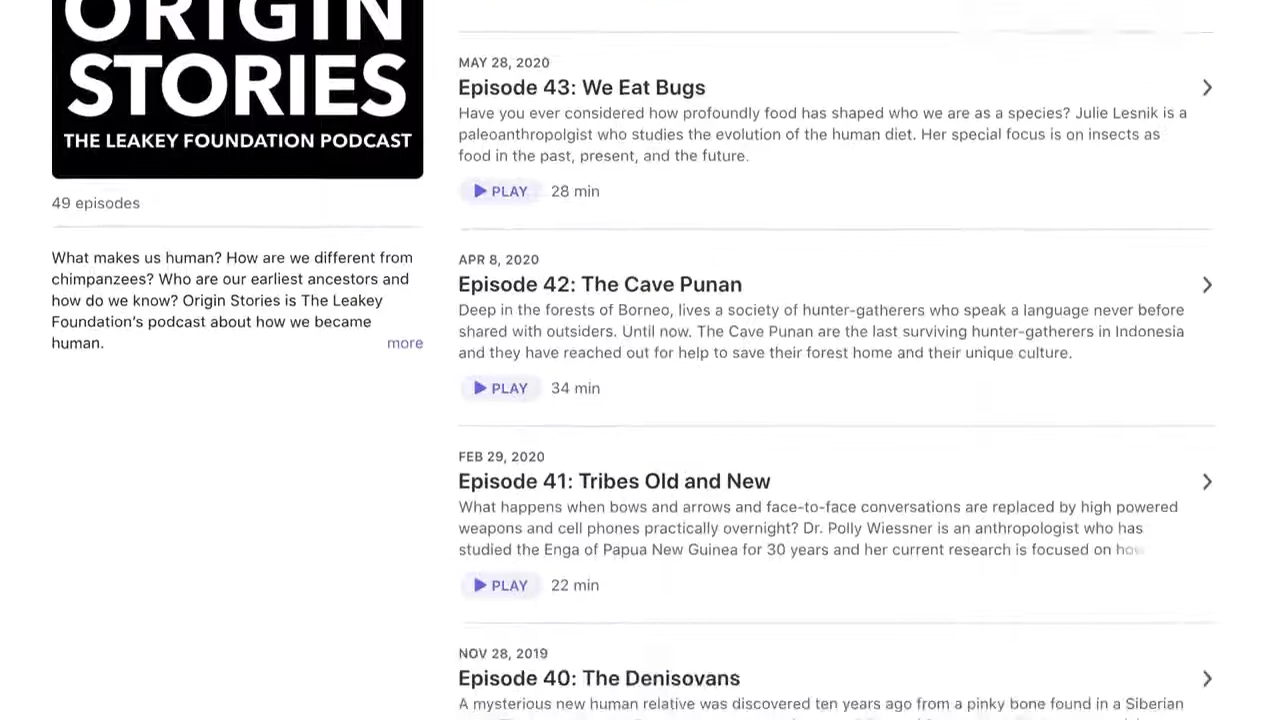 ORIGIN
STORIES
THE LEAKEY FOUNDATION PODCAST
49 episodes
What makes us human? How are we different from
chimpanzees? Who are our earliest ancestors and
how do we know? Origin Stories is The Leakey
Foundation's podcast about how we became
human. more
MAY 28, 2020
Episode 43: We Eat Bugs
Have you ever considered how profoundly food has shaped who we are as a species? Julie Lesnik is a
paleoanthropolgist who studies the evolution of the human diet. Her special focus is on insects as
food in the past, present, and the future.
PLAY 28 min
APR 8, 2020
Episode 42: The Cave Punan
Deep in the forests of Borneo, lives a society of hunter-gatherers who speak a language never before
shared with outsiders. Until now. The Cave Punan are the last surviving hunter-gatherers in Indonesia
and they have reached out for help to save their forest home and their unique culture.
PLAY 34 min
FEB 29, 2020
Episode 41: Tribes Old and New
What happens when bows and arrows and face-to-face conversations are replaced by high powered
weapons and cell phones practically overnight? Dr. Polly Wiessner is an anthropologist who has
studied the Enga of Papua New Guinea for 30 years and her current research is focused on how
PLAY 22 min
NOV 28, 2019
Episode 40: The Denisovans
A mysterious new human relative was discovered ten years ago from a pinky bone found in a Siberian